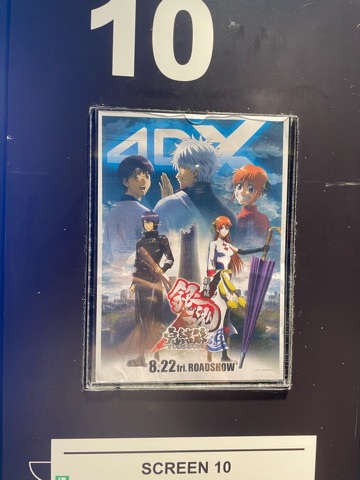 10
4DX
銀魂
8.22 fri. ROADSHOW
SCREEN 10